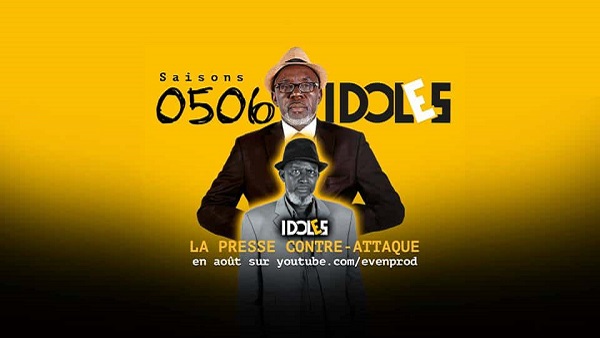 Saisons
0506 IDOLES
IDOLES
LA PRESSE CONTRE-ATTAQUE
en août sur youtube.com/evenprod